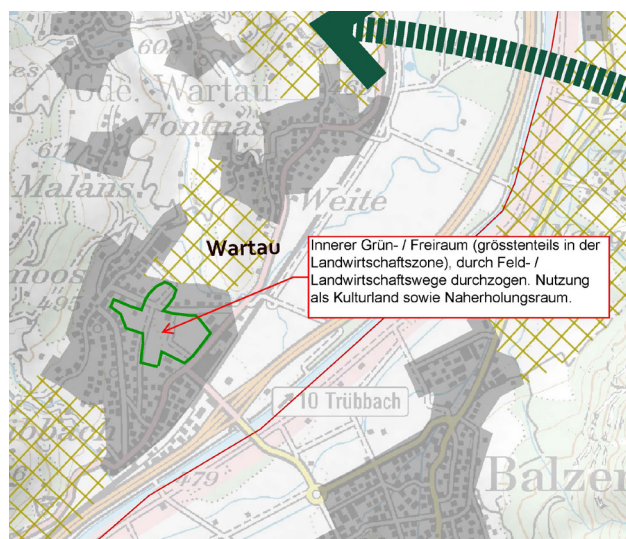 602
Gde. Wartau
Fontnas
617
Malans
Weite
Wartau
Innerer Grün- / Freiraum (grösstenteils in der
Landwirtschaftszone), durch Feld- /
Landwirtschaftswege durchzogen. Nutzung
als Kulturland sowie Naherholungsraum.
moos
495
10 Trübbach
479
Balzer